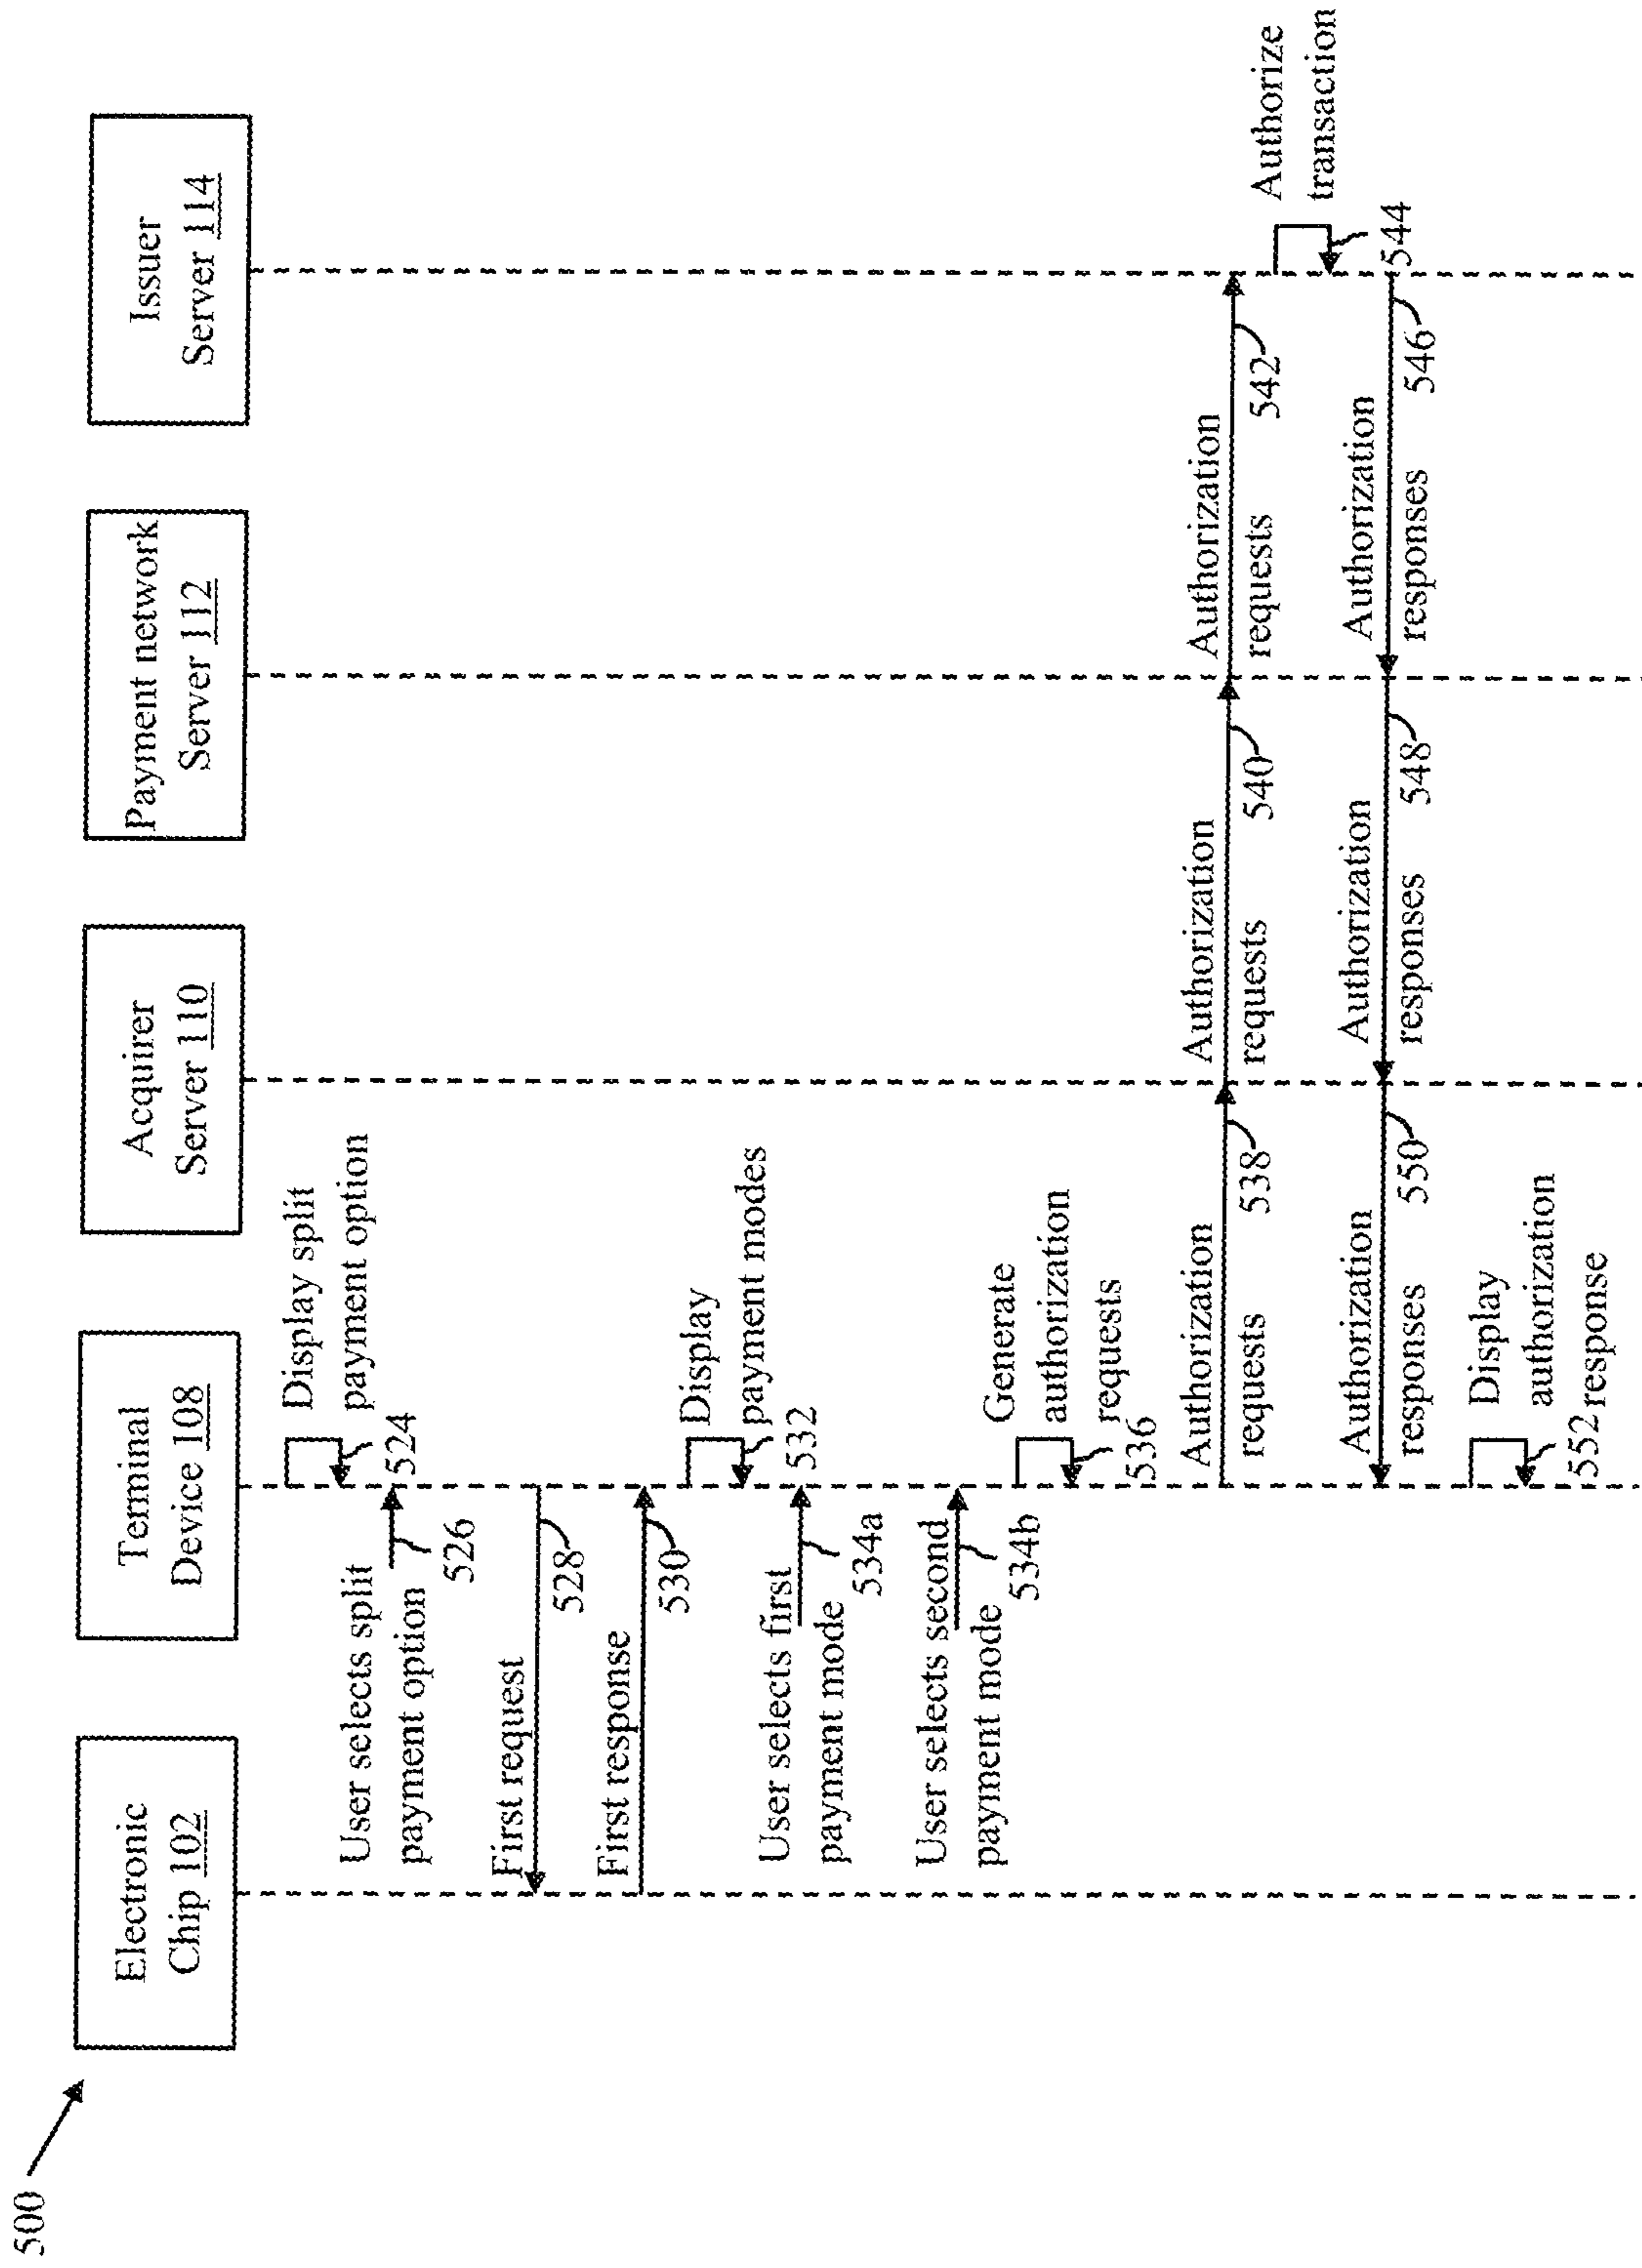 500
Electronic
Chip 102
Terminal
Device 108
Acquirer
Server 110
Payment network
Server 112
Issuer
Server 114
Display split
payment option
524
User selects split
payment option
526
First request
528
First response
530
Display
payment modes
532
User selects first
payment mode
534a
User selects second
payment mode
534b
Generate
authorization
requests
536
Authorization
requests
538
Authorization
requests
540
Authorization
requests
542
Authorize
transaction
544
Authorization
responses
546
Authorization
responses
548
Authorization
responses
550
Display
authorization
response
552